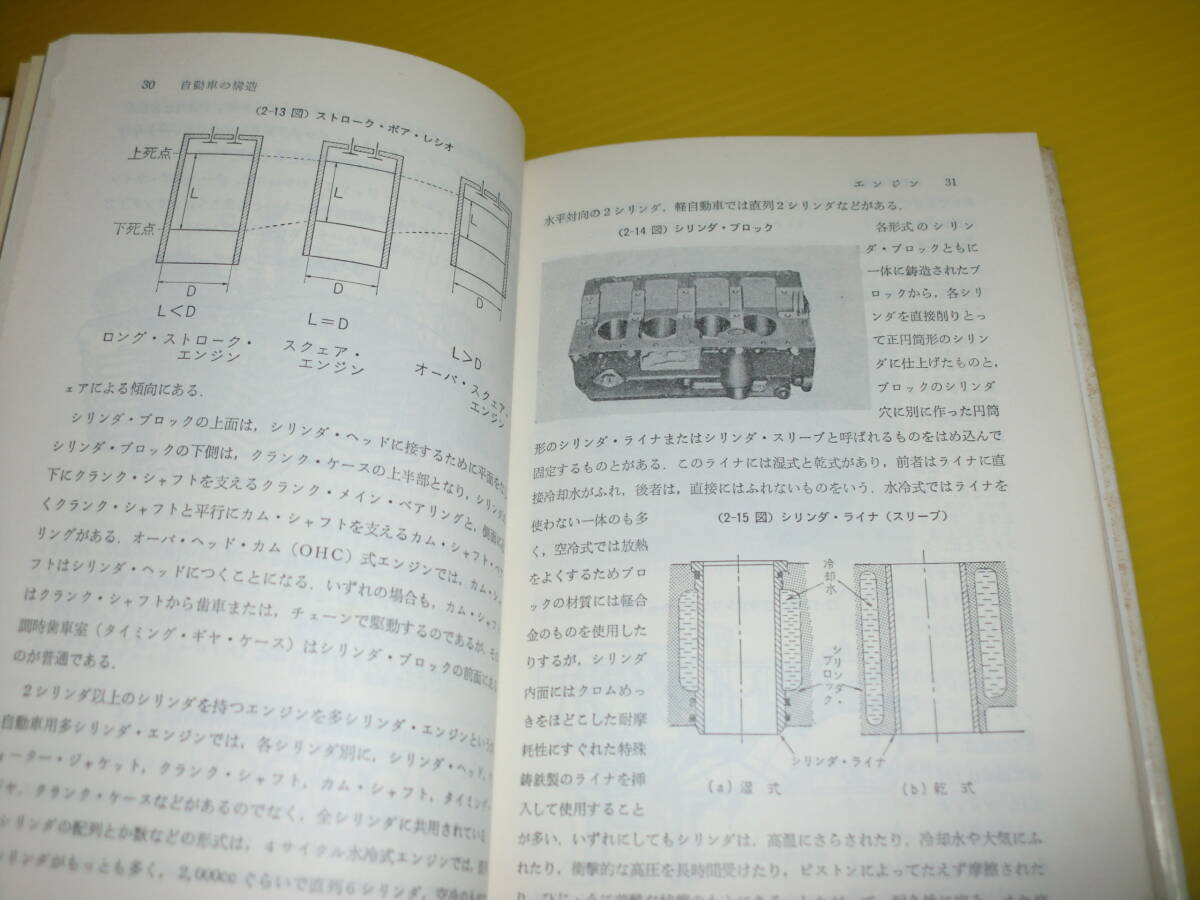 30 自動車の構造
(2-13 図) ストローク・ボア・レシオ
上死点
下死点
L
L
L
D
D
D
L<D
L=D
L>D
ロング・ストローク・
エンジン
スクェア・
エンジン
オーバ・スクェア・
エンジン
ェアによる傾向にある.
シリンダ・ブロックの上面は, シリンダ・ヘッドに接するために平面を
シリンダ・ブロックの下側は, クランク・ケースの上半部となり, シリンダ
下にクランク・シャフトを支えるクランク・メイン・ベアリングと, 側面に
くクランク・シャフトと平行にカム・シャフトを支えるカム・シャフト・ベア
リングがある. オーバ・ヘッド・カム (OHC) 式エンジンでは, カム・シャ
フトはシリンダ・ヘッドにつくことになる. いずれの場合も, カム・シャフト
はクランク・シャフトから歯車または, チェーンで駆動するのであるが, その
調時歯車室 (タイミング・ギヤ・ケース) はシリンダ・ブロックの前面にある
のが普通である.
2シリンダ以上のシリンダを持つエンジンを多シリンダ・エンジンという
自動車用多シリンダ・エンジンでは, 各シリンダ別に, シリンダ・ヘッド,
ォーター・ジャケット, クランク・シャフト, カム・シャフト, タイミング・
ギヤ, クランク・ケースなどがあるのでなく, 全シリンダに共用されている
シリンダの配列とか数などの形式は, 4サイクル水冷式エンジンでは,
シリンダがもっとも多く, 2,000cc ぐらいで直列6シリンダ, 空冷の
エンジン 31
水平対向の2シリンダ, 軽自動車では直列2シリンダなどがある.
(2-14 図) シリンダ・ブロック
各形式のシリン
ダ・ブロックともに
一体に鋳造されたブ
ロックから, 各シリ
ンダを直接削りとっ
て正円筒形のシリン
ダに仕上げたものと,
ブロックのシリンダ
穴に別に作った円筒
形のシリンダ・ライナまたはシリンダ・スリーブと呼ばれるものをはめ込んで
固定するものとがある. このライナには湿式と乾式があり, 前者はライナに直
接冷却水がふれ, 後者は, 直接にはふれないものをいう. 水冷式ではライナを
使わない一体のも多
く, 空冷式では放熱
をよくするためブロ
ックの材質には軽合
金のものを使用した
りするが, シリンダ
内面にはクロムめっ
きをほどこした耐摩
耗性にすぐれた特殊
鋳鉄製のライナを挿
入して使用すること
(2-15 図) シリンダ・ライナ (スリーブ)
冷却水
シリンダ・
ブロック
シリンダ・ライナ
(a) 湿式
(b) 乾式
が多い. いずれにしてもシリンダは, 高温にさらされたり, 冷却水や大気にふ
れたり, 衝撃的な高圧を長時間受けたり, ピストンによってたえず摩擦された